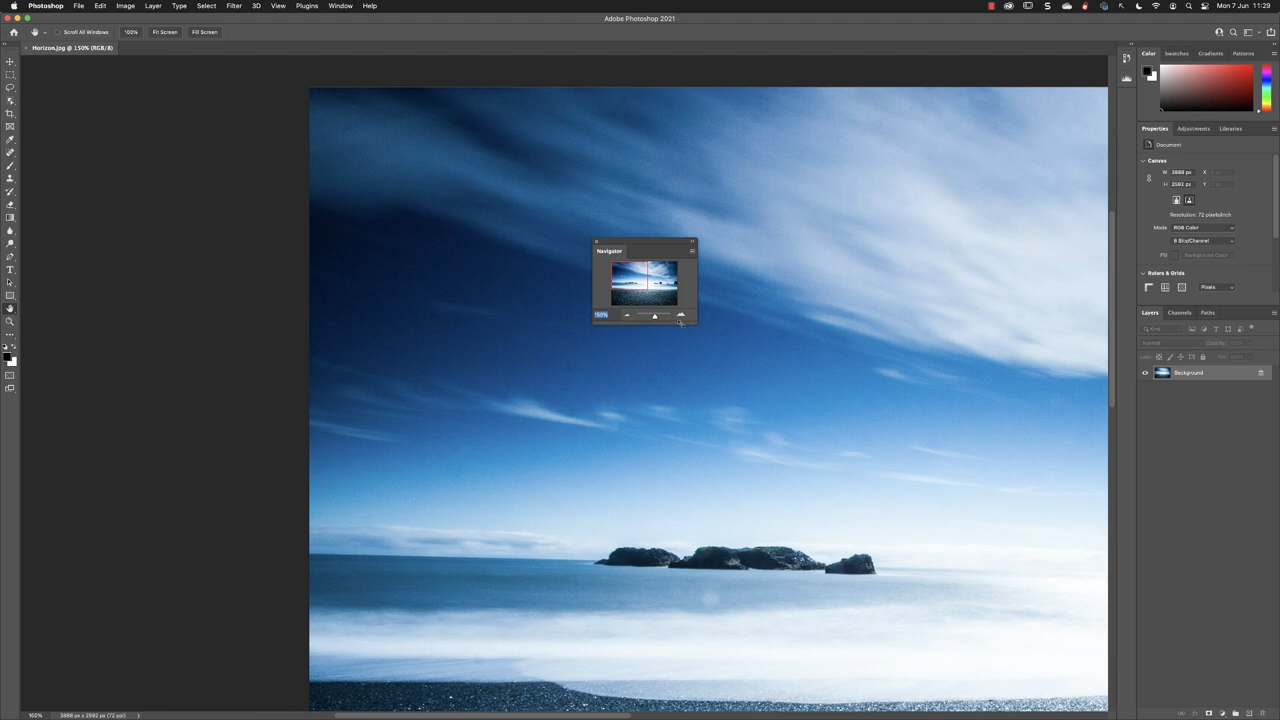 Photoshop File Edit Image Layer Type Select Filter 3D View Plugins Window Help Mon 7 Jun 11:29
Adobe Photoshop 2021
Scroll All Windows 100% Fit Screen Fill Screen
Horizon.jpg @ 150% (RGB/8)
Color Swatches Gradients Patterns
Properties Adjustments Libraries
Document
Canvas
W 3888 px X
H 2592 px Y
Resolution: 72 pixels/inch
Mode RGB Color
8 Bits/Channel
Fill Background Color
Rulers & Grids
Pixels
Navigator
150%
Layers Channels Paths
Kind
Normal Opacity:
Lock: Fill:
Background
100% 3888 px x 2592 px (72 ppi)